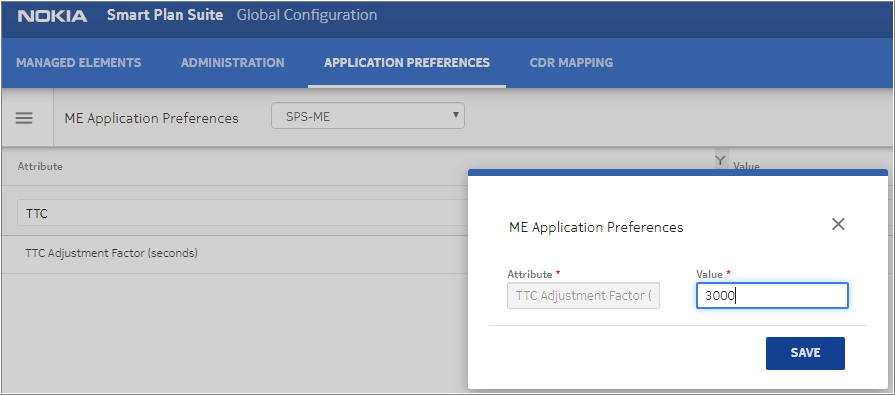 NOKIA Smart Plan Suite Global Configuration
MANAGED ELEMENTS ADMINISTRATION APPLICATION PREFERENCES CDR MAPPING
ME Application Preferences SPS-ME
Attribute Value
TTC
TTC Adjustment Factor (seconds)
ME Application Preferences
Attribute * Value *
TTC Adjustment Factor ( 3000
SAVE